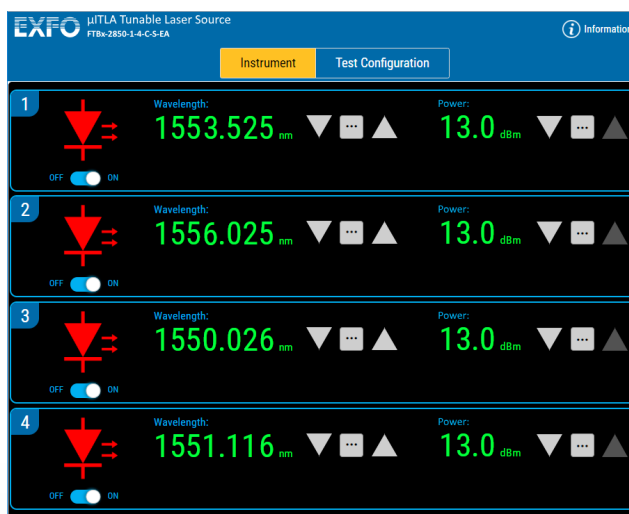 EXFO µITLA Tunable Laser Source
FTBx-2850-1-4-C-S-EA
Information
Instrument Test Configuration
1 Wavelength: Power:
1553.525 nm ... 13.0 dBm ...
OFF ON
2 Wavelength: Power:
1556.025 nm ... 13.0 dBm ...
OFF ON
3 Wavelength: Power:
1550.026 nm ... 13.0 dBm ...
OFF ON
4 Wavelength: Power:
1551.116 nm ... 13.0 dBm ...
OFF ON